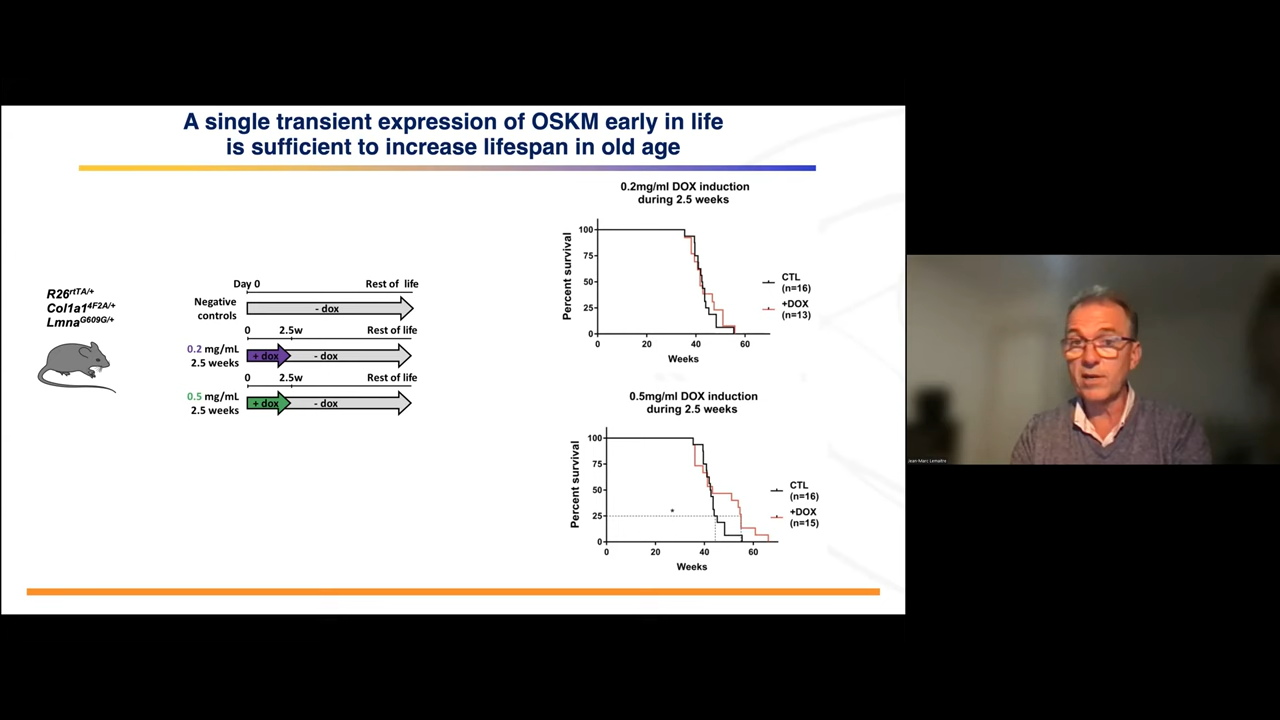 A single transient expression of OSKM early in life
is sufficient to increase lifespan in old age
R26rtTA/+
Col1a14F2A/+
LmnaG609G/+
Day 0 Rest of life
Negative
controls
- dox
0 2.5w Rest of life
0.2 mg/mL
2.5 weeks
+ dox - dox
0 2.5w Rest of life
0.5 mg/mL
2.5 weeks
+ dox - dox
0.2mg/ml DOX induction
during 2.5 weeks
Percent survival
100
75
50
25
0
0 20 40 60
Weeks
CTL
(n=16)
+DOX
(n=13)
0.5mg/ml DOX induction
during 2.5 weeks
Percent survival
100
75
50
25
0
*
0 20 40 60
Weeks
CTL
(n=16)
+DOX
(n=15)
Jean-Marc Lemaitre